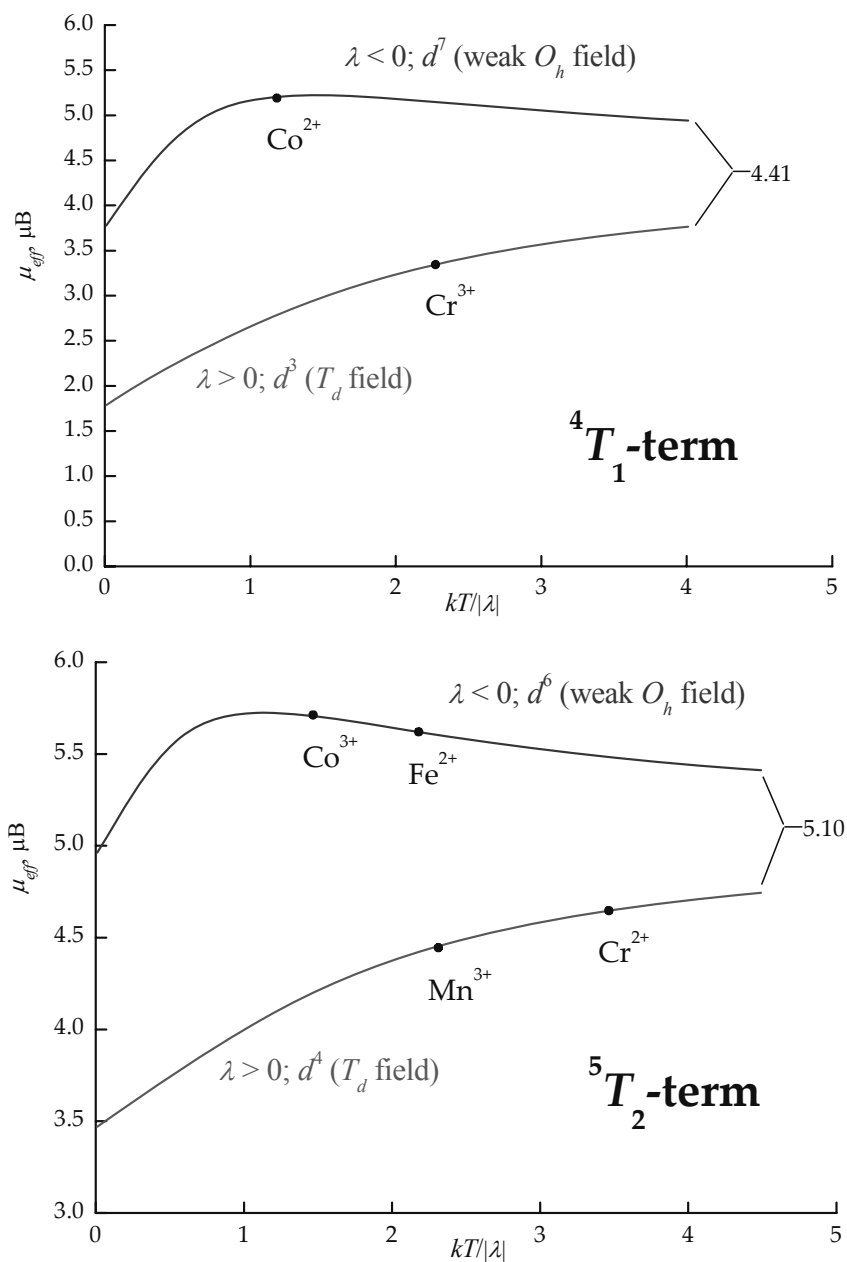 6.0
5.5
5.0
4.5
4.0
3.5
3.0
2.5
2.0
1.5
1.0
0.5
0.0
μeff, μB
λ < 0; d⁷ (weak Oₕ field)
Co²⁺
4.41
Cr³⁺
λ > 0; d³ (T_d field)
⁴T₁-term
0 1 2 3 4 5
kT/|λ|
6.0
5.5
5.0
4.5
4.0
3.5
3.0
μeff, μB
λ < 0; d⁶ (weak Oₕ field)
Co³⁺
Fe²⁺
5.10
Cr²⁺
Mn³⁺
λ > 0; d⁴ (T_d field)
⁵T₂-term
0 1 2 3 4 5
kT/|λ|